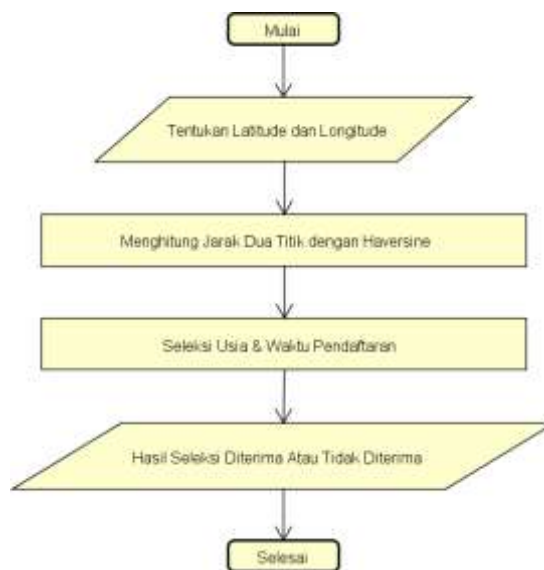 Mulai
Tentukan Latitude dan Longitude
Menghitung Jarak Dua Titik dengan Haversine
Seleksi Usia & Waktu Pendaftaran
Hasil Seleksi Diterima Atau Tidak Diterima
Selesai